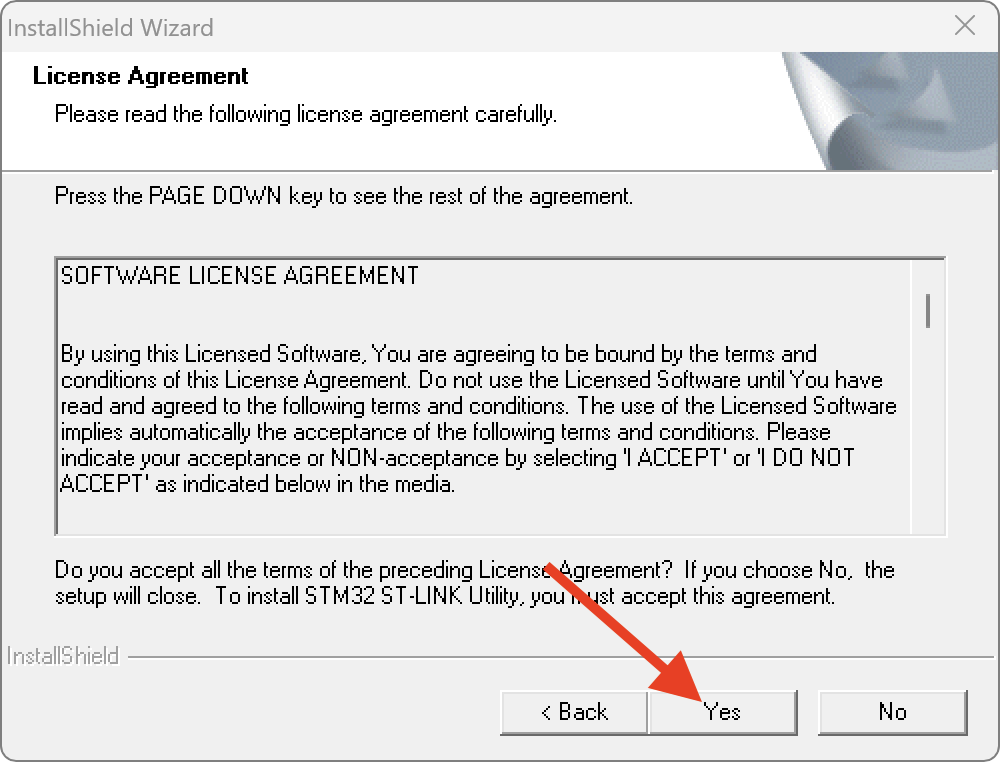 InstallShield Wizard
License Agreement
Please read the following license agreement carefully.
Press the PAGE DOWN key to see the rest of the agreement.
SOFTWARE LICENSE AGREEMENT
By using this Licensed Software, You are agreeing to be bound by the terms and
conditions of this License Agreement. Do not use the Licensed Software until You have
read and agreed to the following terms and conditions. The use of the Licensed Software
implies automatically the acceptance of the following terms and conditions. Please
indicate your acceptance or NON-acceptance by selecting 'I ACCEPT' or 'I DO NOT
ACCEPT' as indicated below in the media.
Do you accept all the terms of the preceding License Agreement?  If you choose No,  the
setup will close.  To install STM32 ST-LINK Utility, you must accept this agreement.
InstallShield
< Back
Yes
No